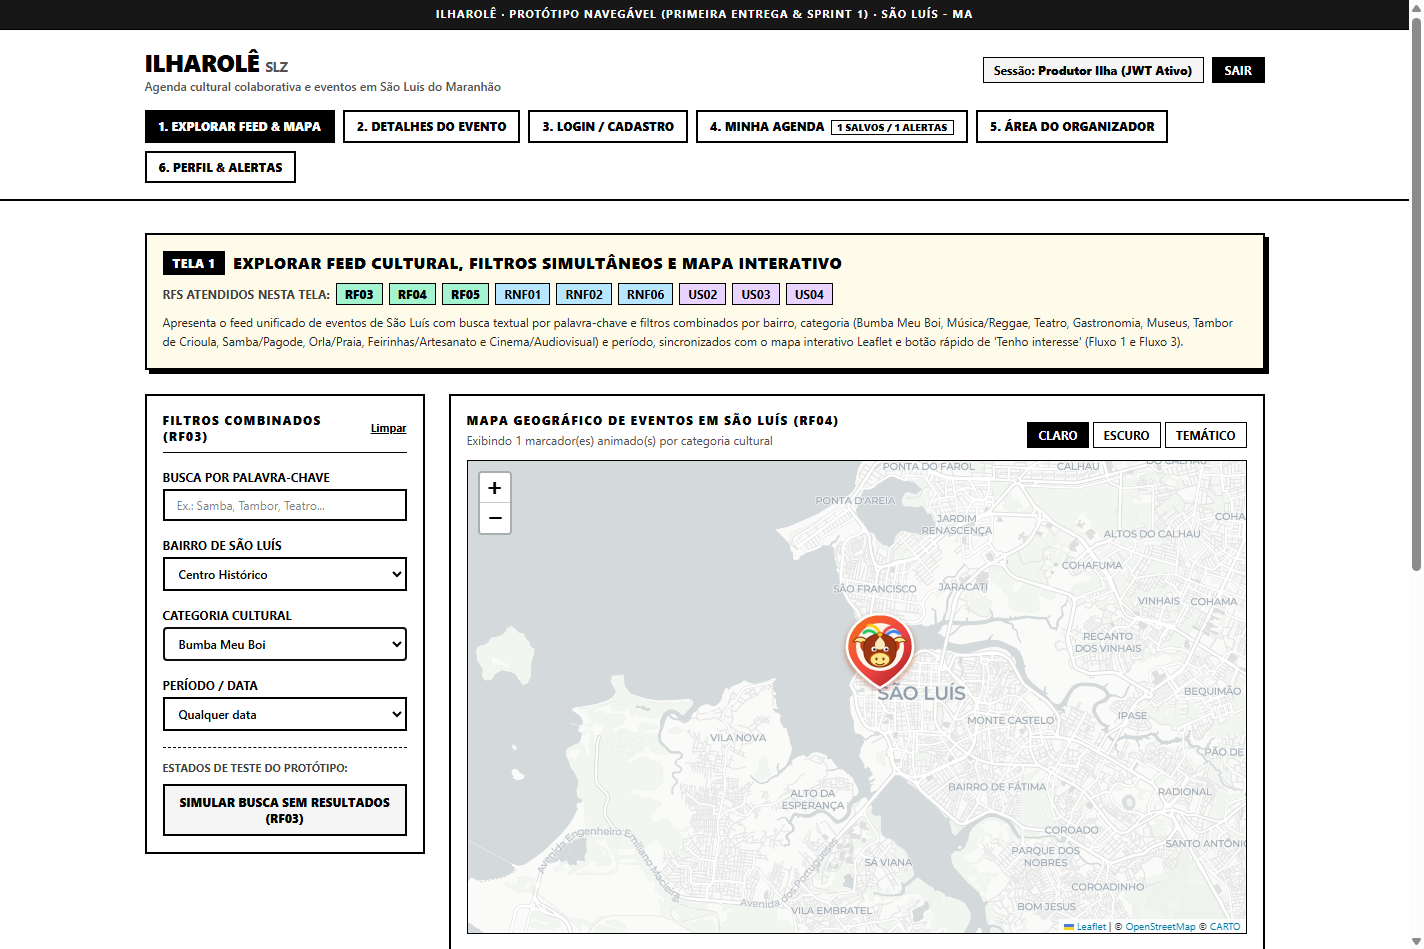 ILHAROLÊ · PROTÓTIPO NAVEGÁVEL (PRIMEIRA ENTREGA & SPRINT 1) · SÃO LUÍS - MA
ILHAROLÊ SLZ
Agenda cultural colaborativa e eventos em São Luís do Maranhão
Sessão: Produtor Ilha (JWT Ativo)
SAIR
1. EXPLORAR FEED & MAPA
2. DETALHES DO EVENTO
3. LOGIN / CADASTRO
4. MINHA AGENDA 1 SALVOS / 1 ALERTAS
5. ÁREA DO ORGANIZADOR
6. PERFIL & ALERTAS
TELA 1 EXPLORAR FEED CULTURAL, FILTROS SIMULTÂNEOS E MAPA INTERATIVO
RFS ATENDIDOS NESTA TELA: RF03 RF04 RF05 RNF01 RNF02 RNF06 US02 US03 US04
Apresenta o feed unificado de eventos de São Luís com busca textual por palavra-chave e filtros combinados por bairro, categoria (Bumba Meu Boi, Música/Reggae, Teatro, Gastronomia, Museus, Tambor
de Crioula, Samba/Pagode, Orla/Praia, Feirinhas/Artesanato e Cinema/Audiovisual) e período, sincronizados com o mapa interativo Leaflet e botão rápido de 'Tenho interesse' (Fluxo 1 e Fluxo 3).
FILTROS COMBINADOS
(RF03)
Limpar
BUSCA POR PALAVRA-CHAVE
Ex.: Samba, Tambor, Teatro...
BAIRRO DE SÃO LUÍS
Centro Histórico
CATEGORIA CULTURAL
Bumba Meu Boi
PERÍODO / DATA
Qualquer data
ESTADOS DE TESTE DO PROTÓTIPO:
SIMULAR BUSCA SEM RESULTADOS
(RF03)
MAPA GEOGRÁFICO DE EVENTOS EM SÃO LUÍS (RF04)
Exibindo 1 marcador(es) animado(s) por categoria cultural
CLARO
ESCURO
TEMÁTICO
+
−
PONTA DO FAROL
CALHAU
DO CALHAU
PONTA D'AREIA
JARDIM
RENASCENÇA
COHA
ALTOS DO CALHAU
COHAFUMA
SÃO FRANCISCO
JARACATI
VINHAIS
COHAMA
RECANTO
DOS VINHAIS
SÃO LUÍS
BEQUIMÃO
MONTE CASTELO
IPASE
VILA NOVA
PÃO DE
BAIRRO DE FÁTIMA
RADIONAL
ALTO DA
ESPERANÇA
COROADO
SANTO ANTÔNI
Avenida Engenheiro Emiliano Macieira
PARQUE DOS
NOBRES
SÁ VIANA
COROADINHO
Avenida dos Portugueses
VILA EMBRATEL
BOM JESUS
Leaflet | © OpenStreetMap © CARTO